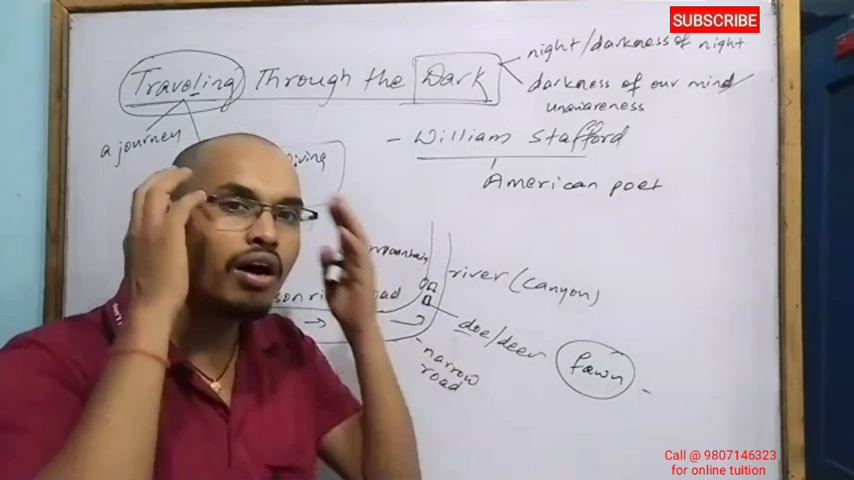 SUBSCRIBE
night/darkness of night
Traveling Through the Dark
darkness of our mind
unawareness
a journey
- William Stafford
American poet
mountain
river (canyon)
road
doe/deer
fawn -
- narrow
road
Call @ 9807146323
for online tuition